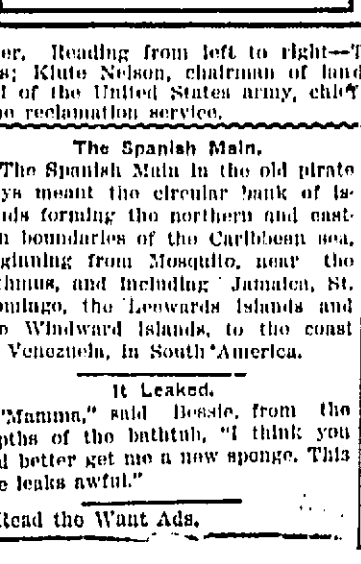 er. Reading from left to right—T
s; Klute Nelson, chairman of land
l of the United States army, chief
he reclamation service.
The Spanish Main.
The Spanish Main in the old pirate
ys meant the circular bank of is-
nds forming the northern and east-
n boundaries of the Caribbean sea,
ginning from Mosquito, near the
thmus, and including Jamaica, St.
omingo, the Leewards Islands and
e Windward Islands, to the coast
Venezuela, in South America.
It Leaked.
"Mamma," said Bessie, from the
pths of the bathtub, "I think you
d better get me a new sponge. This
e leaks awful."
Read the Want Ads.